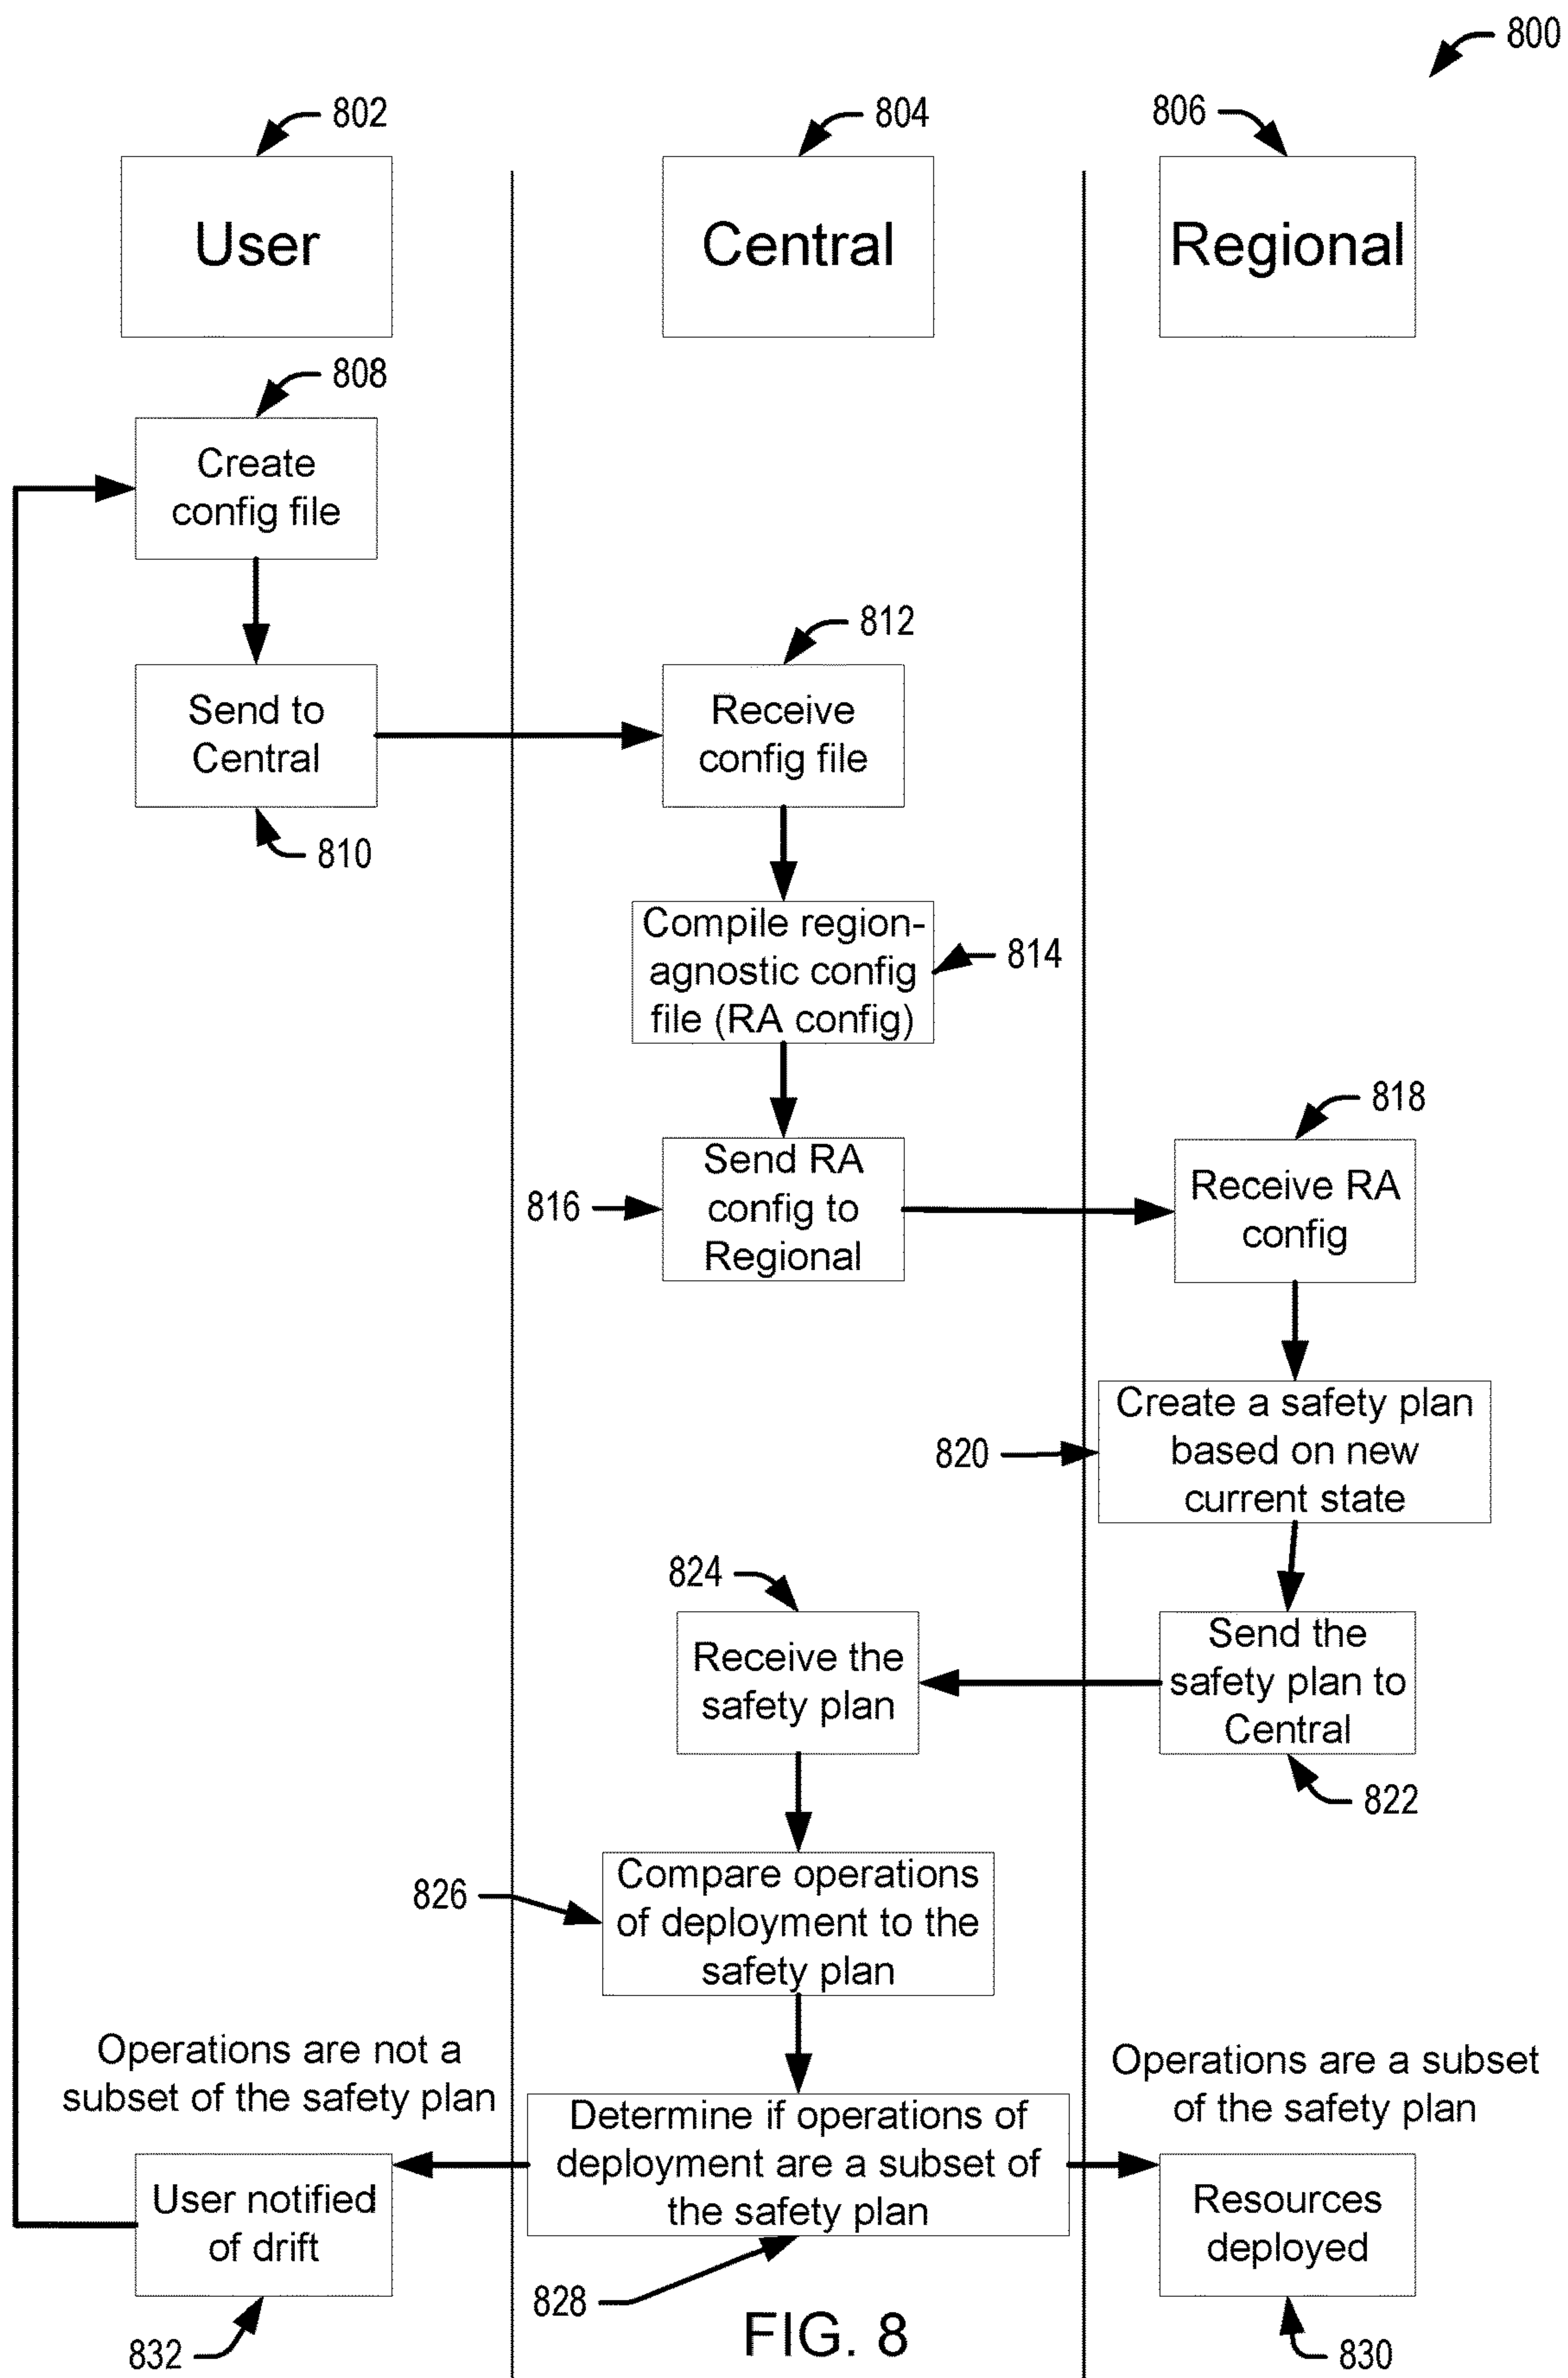 800
802
804
806
User
Central
Regional
808
Create
config file
812
Send to
Central
Receive
config file
810
Compile region-
agnostic config
file (RA config)
814
818
816
Send RA
config to
Regional
Receive RA
config
820
Create a safety plan
based on new
current state
824
Receive the
safety plan
Send the
safety plan to
Central
822
826
Compare operations
of deployment to the
safety plan
Operations are not a
subset of the safety plan
Operations are a subset
of the safety plan
Determine if operations of
deployment are a subset of
the safety plan
User notified
of drift
Resources
deployed
828
832
830
FIG. 8